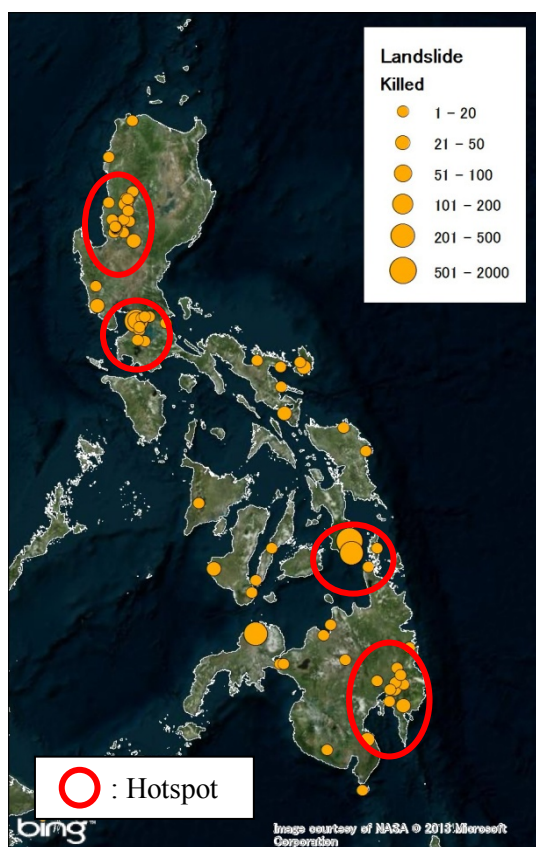 Landslide
Killed
1 - 20
21 - 50
51 - 100
101 - 200
201 - 500
501 - 2000
: Hotspot
bing™
Image courtesy of NASA © 2013 Microsoft
Corporation